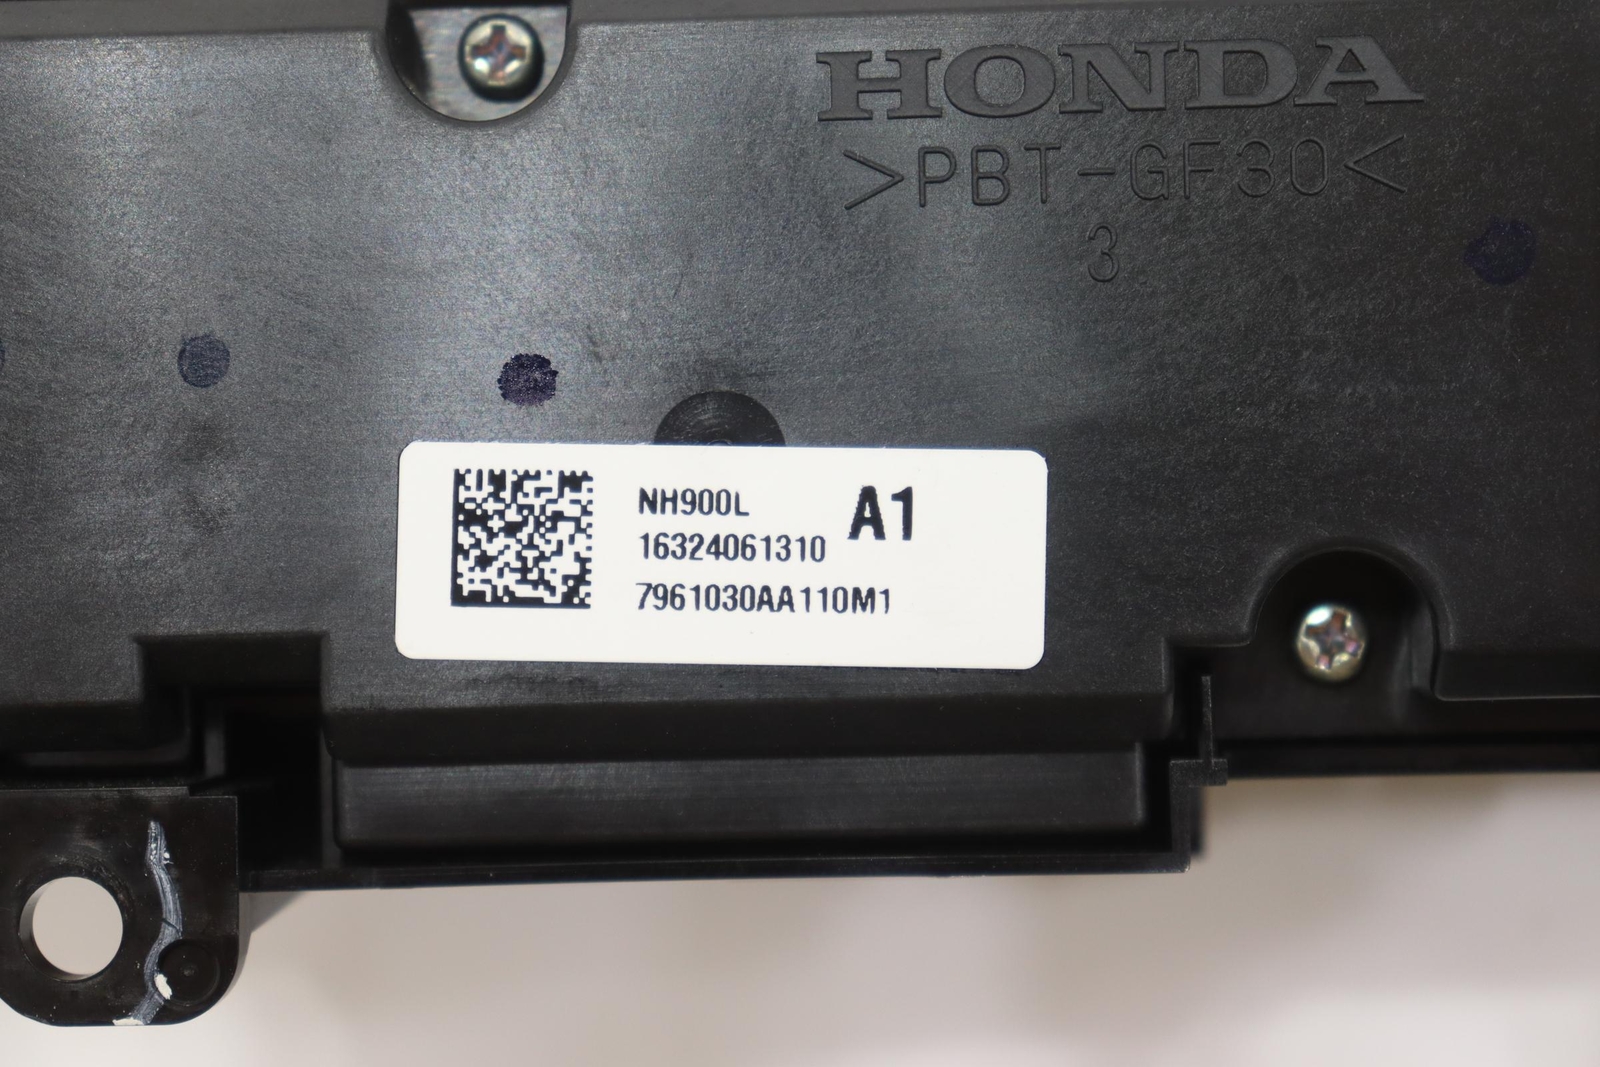 HONDA
>PBT-GF30<
3
NH900L A1
16324061310
7961030AA110M1